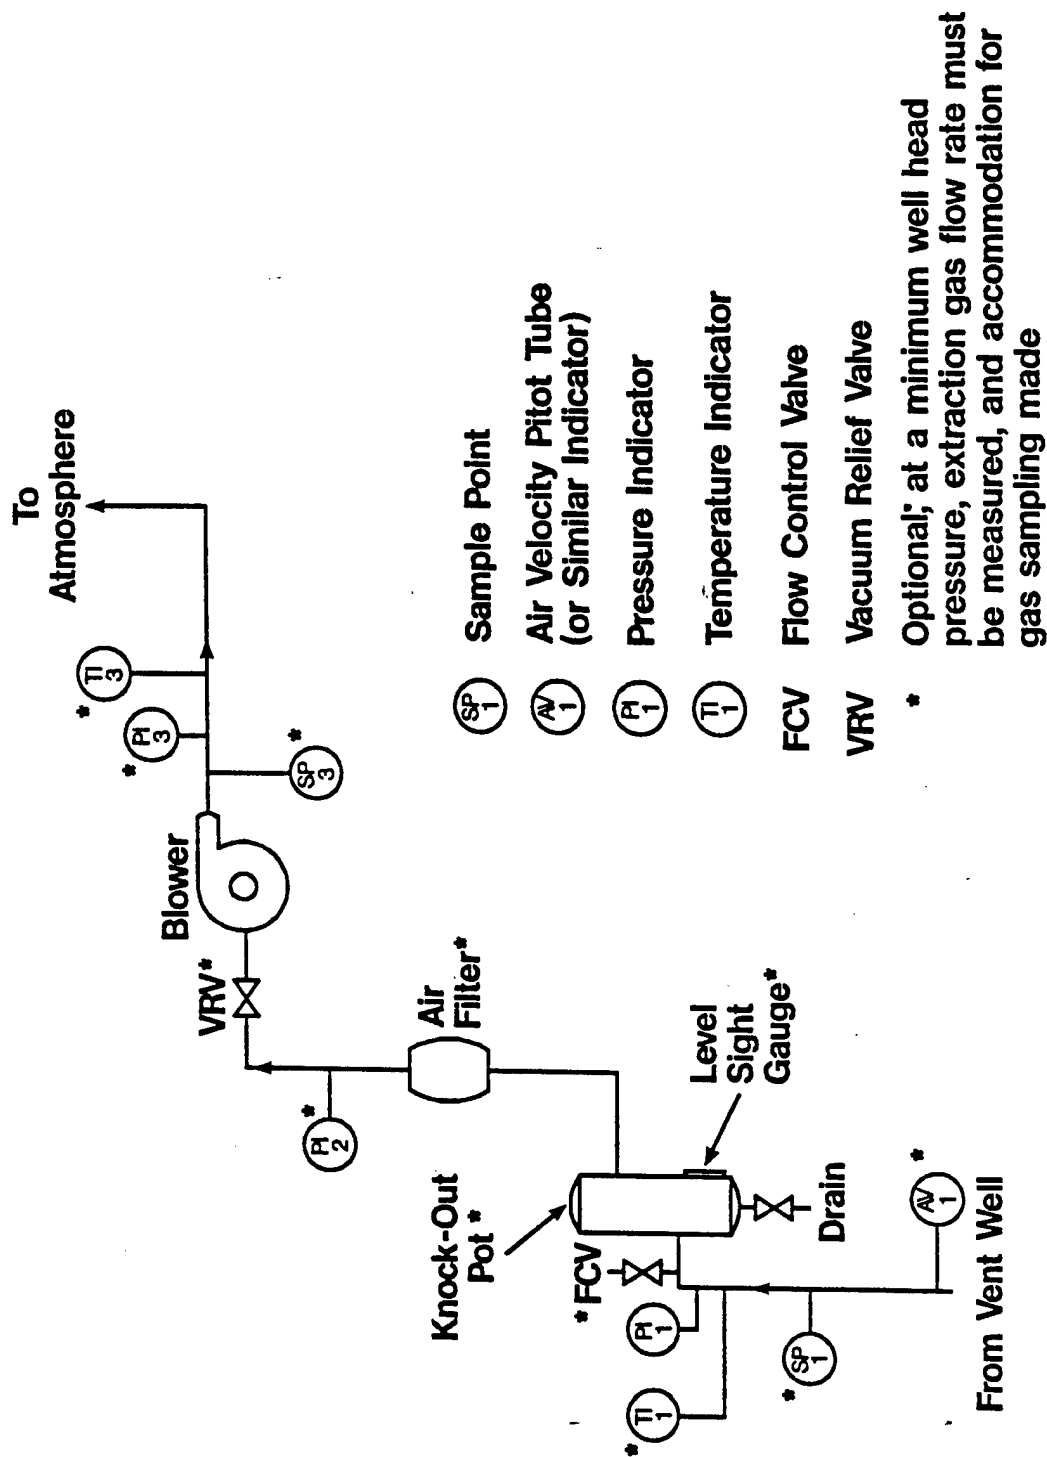 To
Atmosphere
*
TI
3
*
PI
3
*
SP
3
Blower
VRV*
Air
Filter*
*
PI
2
Level
Sight
Gauge*
Knock-Out
Pot*
*FCV
Drain
PI
1
*
TI
1
*
SP
1
*
AV
1
From Vent Well
SP
1
Sample Point
AV
1
Air Velocity Pitot Tube
(or Similar Indicator)
PI
1
Pressure Indicator
TI
1
Temperature Indicator
FCV Flow Control Valve
VRV Vacuum Relief Valve
* Optional; at a minimum well head
pressure, extraction gas flow rate must
be measured, and accommodation for
gas sampling made